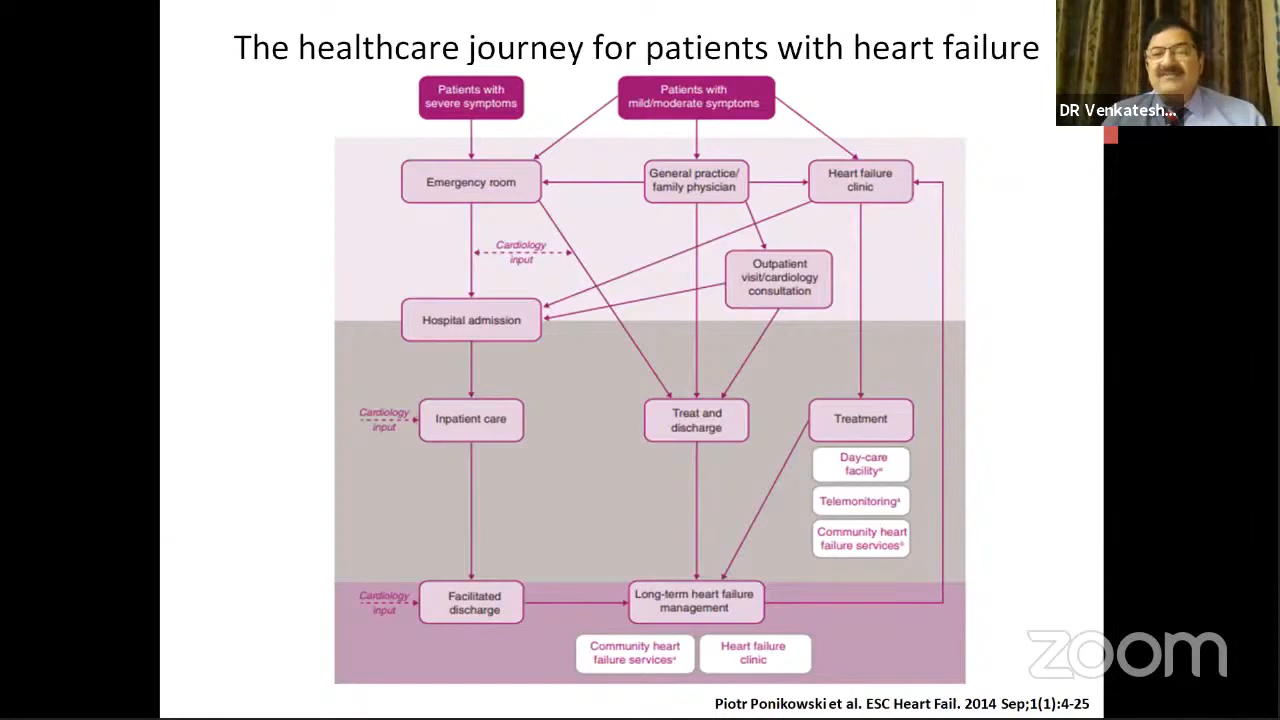 The healthcare journey for patients with heart failure
DR Venkatesh...
Patients with
severe symptoms
Patients with
mild/moderate symptoms
Emergency room
General practice/
family physician
Heart failure
clinic
Cardiology
input
Outpatient
visit/cardiology
consultation
Hospital admission
Cardiology
input
Inpatient care
Treat and
discharge
Treatment
Day-care
facilityᵃ
Telemonitoringᵃ
Community heart
failure servicesᵃ
Cardiology
input
Facilitated
discharge
Long-term heart failure
management
Community heart
failure servicesᵃ
Heart failure
clinic
zoom
Piotr Ponikowski et al. ESC Heart Fail. 2014 Sep;1(1):4-25